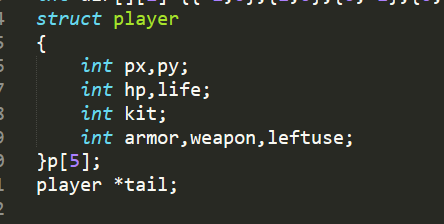 struct player
{
int px,py;
int hp,life;
int kit;
int armor,weapon,leftuse;
}p[5];
player *tail;